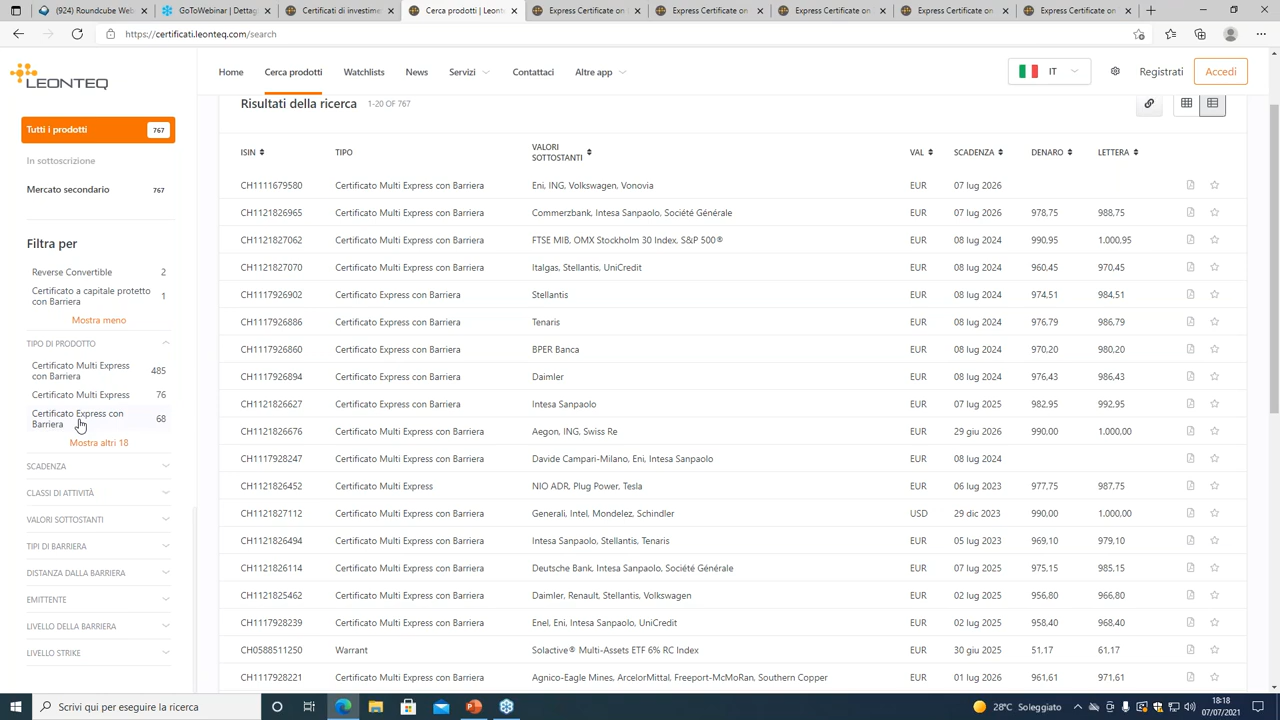 (924) Roundcube Web
GoToWebinar | Dettag
Certificati di investime
Cerca prodotti | Leonte
Express Certificate on
Express Certificate on
Express Certificate on
Express Certificate on
Express Certificate on
https://certificati.leonteq.com/search
LEONTEQ
Home
Cerca prodotti
Watchlists
News
Servizi
Contattaci
Altre app
IT
Registrati
Accedi
Tutti i prodotti 767
In sottoscrizione
Mercato secondario 767
Filtra per
Reverse Convertible 2
Certificato a capitale protetto
con Barriera 1
Mostra meno
TIPO DI PRODOTTO
Certificato Multi Express
con Barriera 485
Certificato Multi Express 76
Certificato Express con
Barriera 68
Mostra altri 18
SCADENZA
CLASSI DI ATTIVITÀ
VALORI SOTTOSTANTI
TIPI DI BARRIERA
DISTANZA DALLA BARRIERA
EMITTENTE
LIVELLO DELLA BARRIERA
LIVELLO STRIKE
Risultati della ricerca 1-20 OF 767
ISIN TIPO VALORI
SOTTOSTANTI VAL SCADENZA DENARO LETTERA
CH1111679580 Certificato Multi Express con Barriera Eni, ING, Volkswagen, Vonovia EUR 07 lug 2026
CH1121826965 Certificato Multi Express con Barriera Commerzbank, Intesa Sanpaolo, Société Générale EUR 07 lug 2026 978,75 988,75
CH1121827062 Certificato Multi Express con Barriera FTSE MIB, OMX Stockholm 30 Index, S&P 500® EUR 08 lug 2024 990,95 1.000,95
CH1121827070 Certificato Multi Express con Barriera Italgas, Stellantis, UniCredit EUR 08 lug 2024 960,45 970,45
CH1117926902 Certificato Express con Barriera Stellantis EUR 08 lug 2024 974,51 984,51
CH1117926886 Certificato Express con Barriera Tenaris EUR 08 lug 2024 976,79 986,79
CH1117926860 Certificato Express con Barriera BPER Banca EUR 08 lug 2024 970,20 980,20
CH1117926894 Certificato Express con Barriera Daimler EUR 08 lug 2024 976,43 986,43
CH1121826627 Certificato Express con Barriera Intesa Sanpaolo EUR 07 lug 2025 982,95 992,95
CH1121826676 Certificato Multi Express con Barriera Aegon, ING, Swiss Re EUR 29 giu 2026 990,00 1.000,00
CH1117928247 Certificato Multi Express con Barriera Davide Campari-Milano, Eni, Intesa Sanpaolo EUR 08 lug 2024
CH1121826452 Certificato Multi Express NIO ADR, Plug Power, Tesla EUR 06 lug 2023 977,75 987,75
CH1121827112 Certificato Multi Express con Barriera Generali, Intel, Mondelez, Schindler USD 29 dic 2023 990,00 1.000,00
CH1121826494 Certificato Multi Express con Barriera Intesa Sanpaolo, Stellantis, Tenaris EUR 05 lug 2023 969,10 979,10
CH1121826114 Certificato Multi Express con Barriera Deutsche Bank, Intesa Sanpaolo, Société Générale EUR 07 lug 2025 975,15 985,15
CH1121825462 Certificato Multi Express con Barriera Daimler, Renault, Stellantis, Volkswagen EUR 02 lug 2025 956,80 966,80
CH1117928239 Certificato Multi Express con Barriera Enel, Eni, Intesa Sanpaolo, UniCredit EUR 02 lug 2025 958,40 968,40
CH0588511250 Warrant Solactive® Multi-Assets ETF 6% RC Index EUR 30 giu 2025 51,17 61,17
CH1117928221 Certificato Multi Express con Barriera Agnico-Eagle Mines, ArcelorMittal, Freeport-McMoRan, Southern Copper EUR 01 lug 2026 961,61 971,61
Scrivi qui per eseguire la ricerca
28°C Soleggiato
18:18
07/07/2021